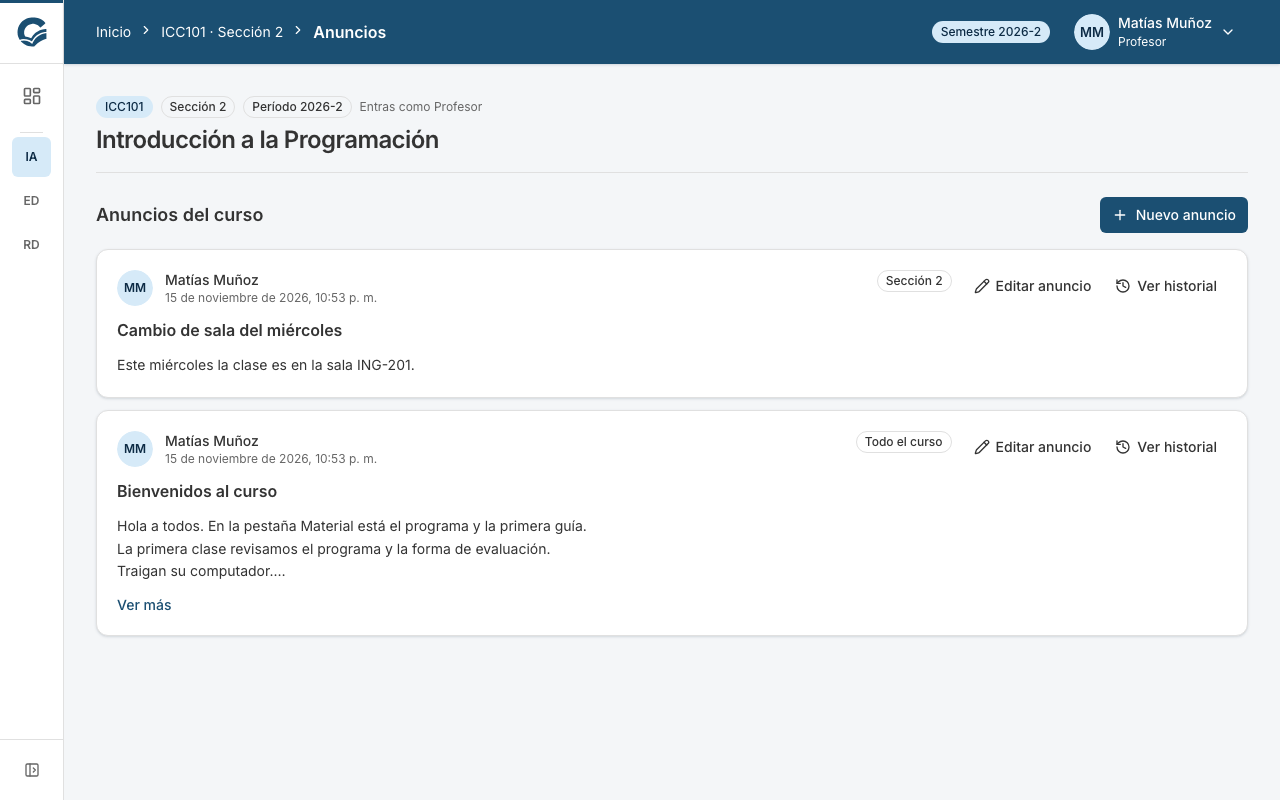 Inicio > ICC101 · Sección 2 > Anuncios
Semestre 2026-2
MM
Matías Muñoz
Profesor
IA
ED
RD
ICC101 Sección 2 Período 2026-2 Entras como Profesor
Introducción a la Programación
Anuncios del curso
+ Nuevo anuncio
MM
Matías Muñoz
15 de noviembre de 2026, 10:53 p. m.
Sección 2
Editar anuncio
Ver historial
Cambio de sala del miércoles
Este miércoles la clase es en la sala ING-201.
MM
Matías Muñoz
15 de noviembre de 2026, 10:53 p. m.
Todo el curso
Editar anuncio
Ver historial
Bienvenidos al curso
Hola a todos. En la pestaña Material está el programa y la primera guía.
La primera clase revisamos el programa y la forma de evaluación.
Traigan su computador....
Ver más